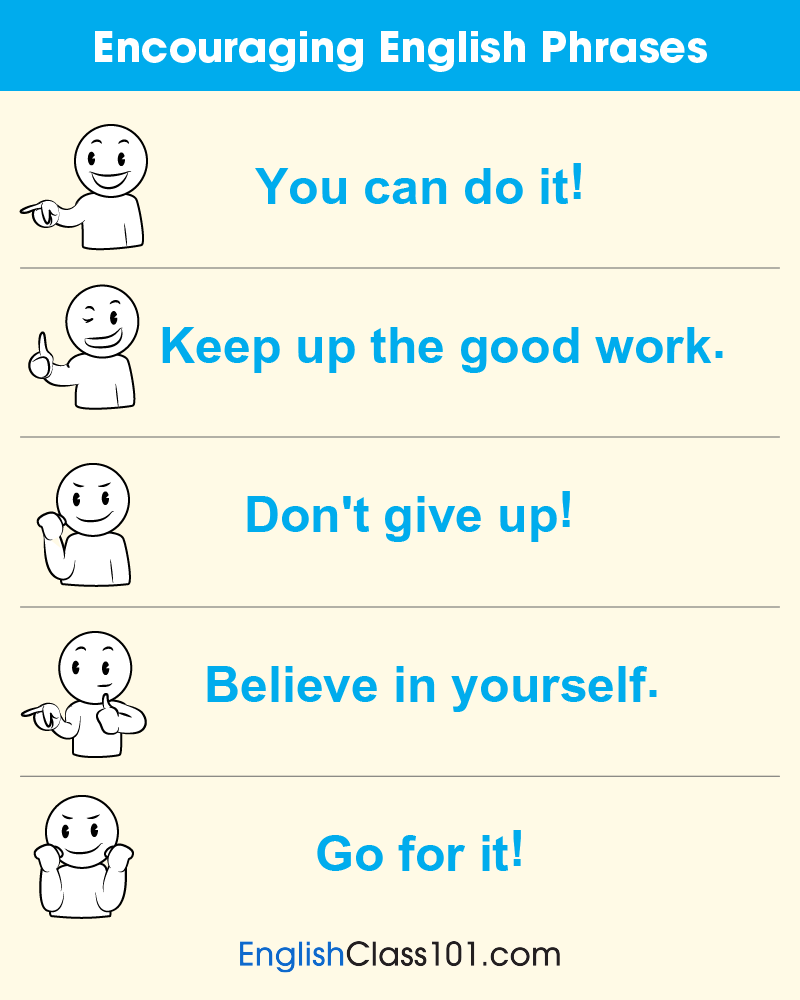 Encouraging English Phrases
You can do it!
Keep up the good work.
Don't give up!
Believe in yourself.
Go for it!
EnglishClass101.com